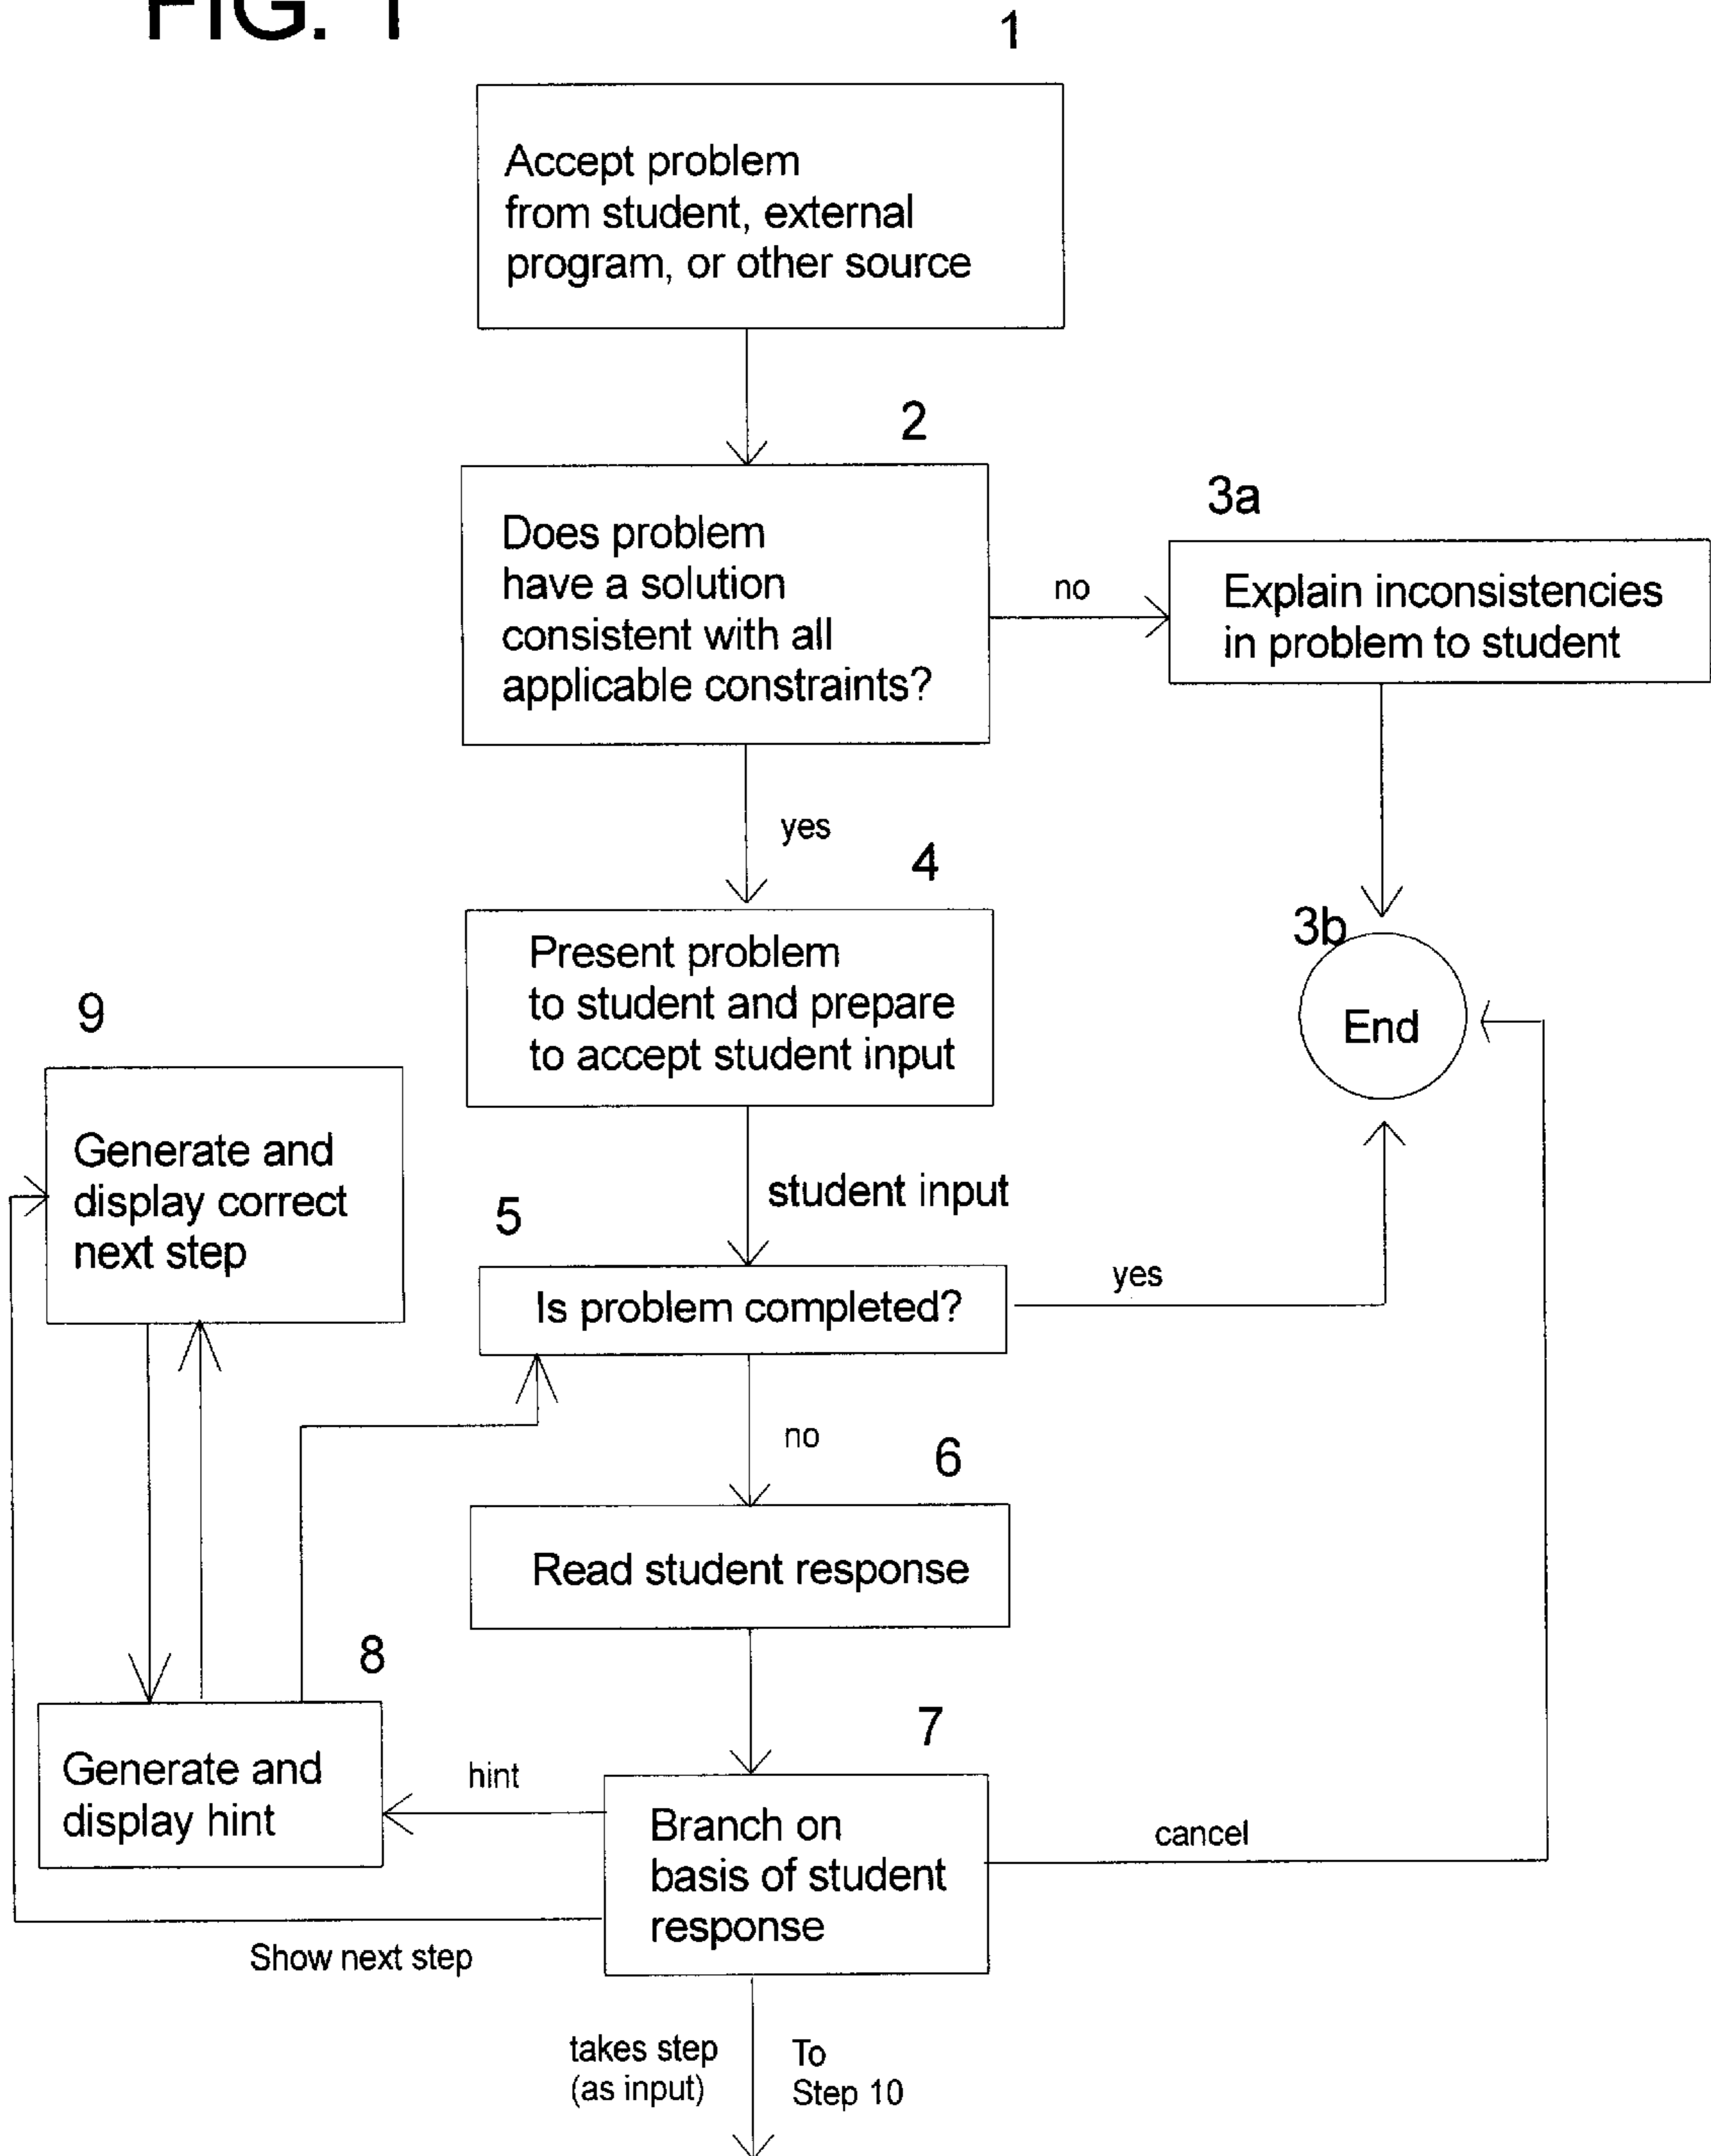 FIG. 1
1
Accept problem
from student, external
program, or other source
2
Does problem
have a solution
consistent with all
applicable constraints?
no
3a
Explain inconsistencies
in problem to student
yes
4
Present problem
to student and prepare
to accept student input
3b
End
9
Generate and
display correct
next step
student input
5
Is problem completed?
yes
no
6
Read student response
8
Generate and
display hint
hint
7
Branch on
basis of student
response
cancel
Show next step
takes step
(as input)
To
Step 10